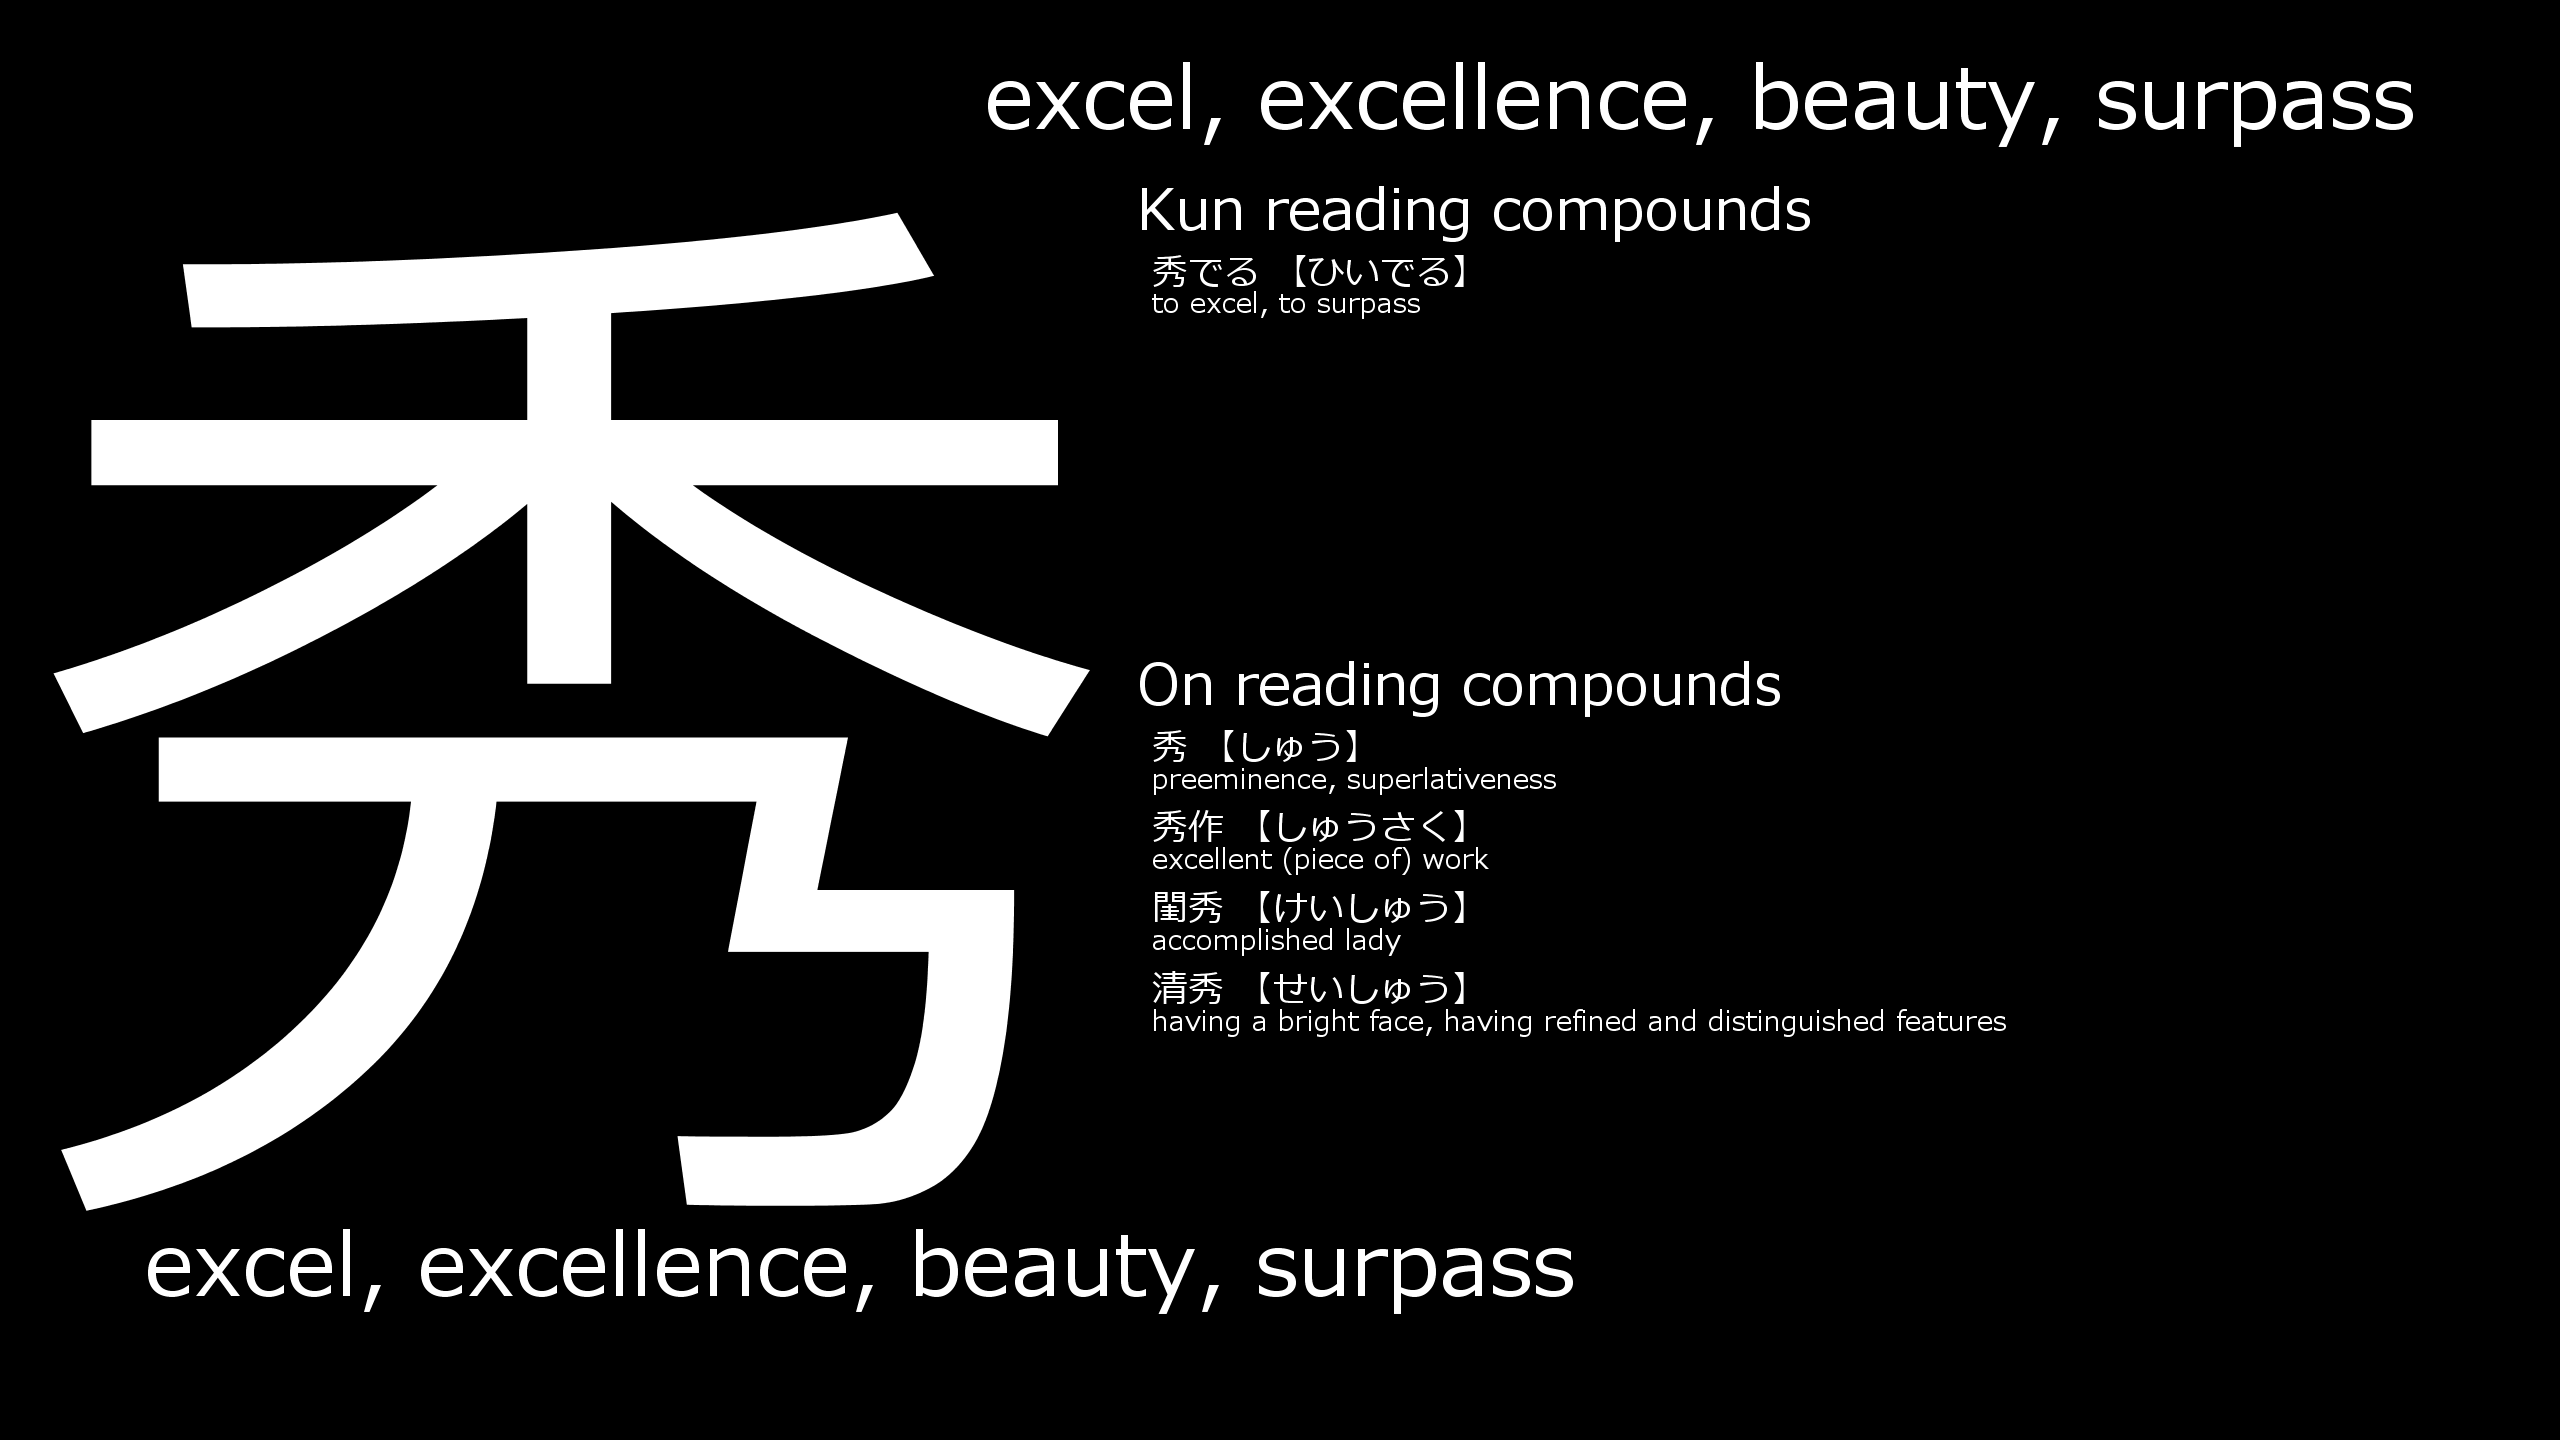 excel, excellence, beauty, surpass
秀
Kun reading compounds
秀でる 【ひいでる】
to excel, to surpass
On reading compounds
秀 【しゅう】
preeminence, superlativeness
秀作 【しゅうさく】
excellent (piece of) work
閨秀 【けいしゅう】
accomplished lady
清秀 【せいしゅう】
having a bright face, having refined and distinguished features
excel, excellence, beauty, surpass